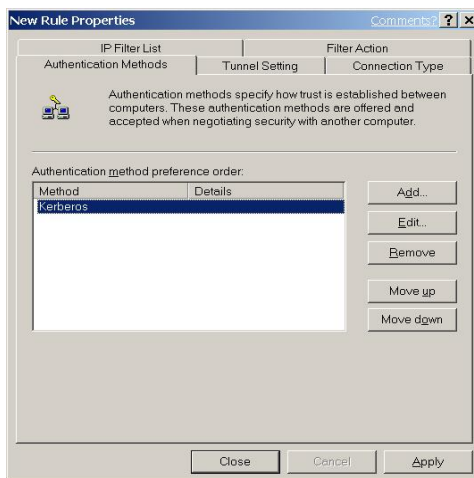 New Rule Properties
Comments? ? ×
IP Filter List
Filter Action
Authentication Methods
Tunnel Setting
Connection Type
Authentication methods specify how trust is established between
computers. These authentication methods are offered and
accepted when negotiating security with another computer.
Authentication method preference order:
Method
Details
Kerberos
Add...
Edit...
Remove
Move up
Move down
Close
Cancel
Apply